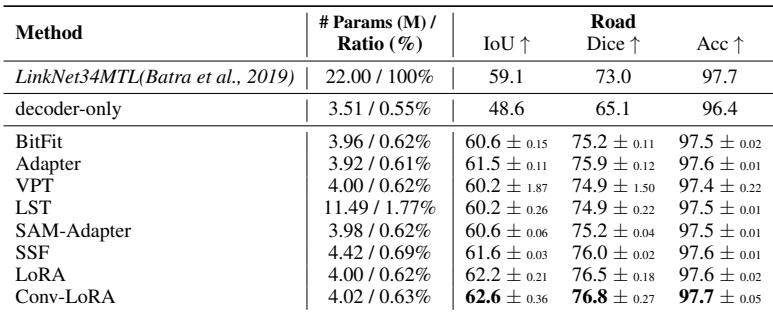 Method # Params (M) / Ratio (%) Road
IoU ↑ Dice ↑ Acc ↑
LinkNet34MTL(Batra et al., 2019) 22.00 / 100% 59.1 73.0 97.7
decoder-only 3.51 / 0.55% 48.6 65.1 96.4
BitFit 3.96 / 0.62% 60.6 ± 0.15 75.2 ± 0.11 97.5 ± 0.02
Adapter 3.92 / 0.61% 61.5 ± 0.11 75.9 ± 0.12 97.6 ± 0.01
VPT 4.00 / 0.62% 60.2 ± 1.87 74.9 ± 1.50 97.4 ± 0.22
LST 11.49 / 1.77% 60.2 ± 0.26 74.9 ± 0.22 97.5 ± 0.01
SAM-Adapter 3.98 / 0.62% 60.6 ± 0.06 75.2 ± 0.04 97.5 ± 0.01
SSF 4.42 / 0.69% 61.6 ± 0.03 76.0 ± 0.02 97.6 ± 0.01
LoRA 4.00 / 0.62% 62.2 ± 0.21 76.5 ± 0.18 97.6 ± 0.02
Conv-LoRA 4.02 / 0.63% 62.6 ± 0.36 76.8 ± 0.27 97.7 ± 0.05